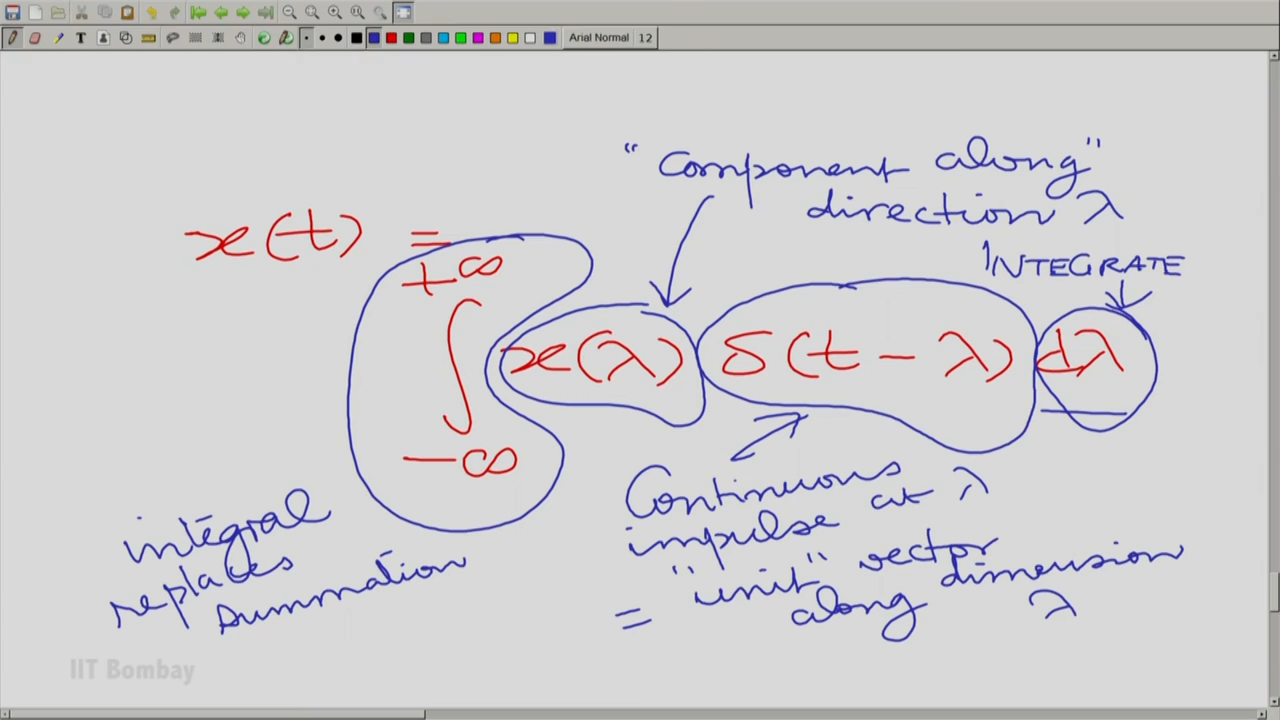 Arial Normal 12
"Component along"
direction λ
x(t) =
INTEGRATE
+∞
∫ x(λ) δ(t - λ) dλ
-∞
Continuous
impulse at λ
= "unit" vector
along dimension
λ
integral
replaces
summation
IIT Bombay